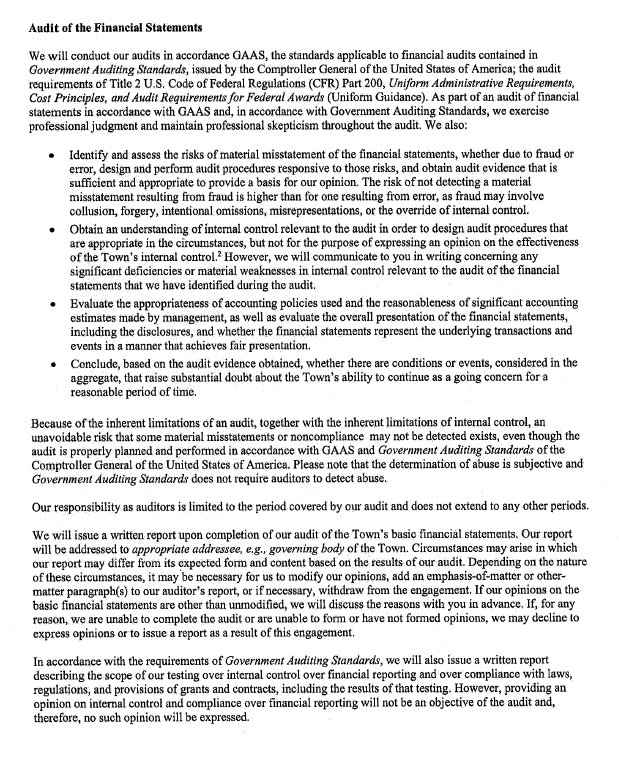 Audit of the Financial Statements
We will conduct our audits in accordance GAAS, the standards applicable to financial audits contained in
Government Auditing Standards, issued by the Comptroller General of the United States of America; the audit
requirements of Title 2 U.S. Code of Federal Regulations (CFR) Part 200, Uniform Administrative Requirements,
Cost Principles, and Audit Requirements for Federal Awards (Uniform Guidance). As part of an audit of financial
statements in accordance with GAAS and, in accordance with Government Auditing Standards, we exercise
professional judgment and maintain professional skepticism throughout the audit. We also:
• Identify and assess the risks of material misstatement of the financial statements, whether due to fraud or
error, design and perform audit procedures responsive to those risks, and obtain audit evidence that is
sufficient and appropriate to provide a basis for our opinion. The risk of not detecting a material
misstatement resulting from fraud is higher than for one resulting from error, as fraud may involve
collusion, forgery, intentional omissions, misrepresentations, or the override of internal control.
• Obtain an understanding of internal control relevant to the audit in order to design audit procedures that
are appropriate in the circumstances, but not for the purpose of expressing an opinion on the effectiveness
of the Town's internal control.² However, we will communicate to you in writing concerning any
significant deficiencies or material weaknesses in internal control relevant to the audit of the financial
statements that we have identified during the audit.
• Evaluate the appropriateness of accounting policies used and the reasonableness of significant accounting
estimates made by management, as well as evaluate the overall presentation of the financial statements,
including the disclosures, and whether the financial statements represent the underlying transactions and
events in a manner that achieves fair presentation.
• Conclude, based on the audit evidence obtained, whether there are conditions or events, considered in the
aggregate, that raise substantial doubt about the Town's ability to continue as a going concern for a
reasonable period of time.
Because of the inherent limitations of an audit, together with the inherent limitations of internal control, an
unavoidable risk that some material misstatements or noncompliance may not be detected exists, even though the
audit is properly planned and performed in accordance with GAAS and Government Auditing Standards of the
Comptroller General of the United States of America. Please note that the determination of abuse is subjective and
Government Auditing Standards does not require auditors to detect abuse.
Our responsibility as auditors is limited to the period covered by our audit and does not extend to any other periods.
We will issue a written report upon completion of our audit of the Town's basic financial statements. Our report
will be addressed to appropriate addressee, e.g., governing body of the Town. Circumstances may arise in which
our report may differ from its expected form and content based on the results of our audit. Depending on the nature
of these circumstances, it may be necessary for us to modify our opinions, add an emphasis-of-matter or other-
matter paragraph(s) to our auditor's report, or if necessary, withdraw from the engagement. If our opinions on the
basic financial statements are other than unmodified, we will discuss the reasons with you in advance. If, for any
reason, we are unable to complete the audit or are unable to form or have not formed opinions, we may decline to
express opinions or to issue a report as a result of this engagement.
In accordance with the requirements of Government Auditing Standards, we will also issue a written report
describing the scope of our testing over internal control over financial reporting and over compliance with laws,
regulations, and provisions of grants and contracts, including the results of that testing. However, providing an
opinion on internal control and compliance over financial reporting will not be an objective of the audit and,
therefore, no such opinion will be expressed.